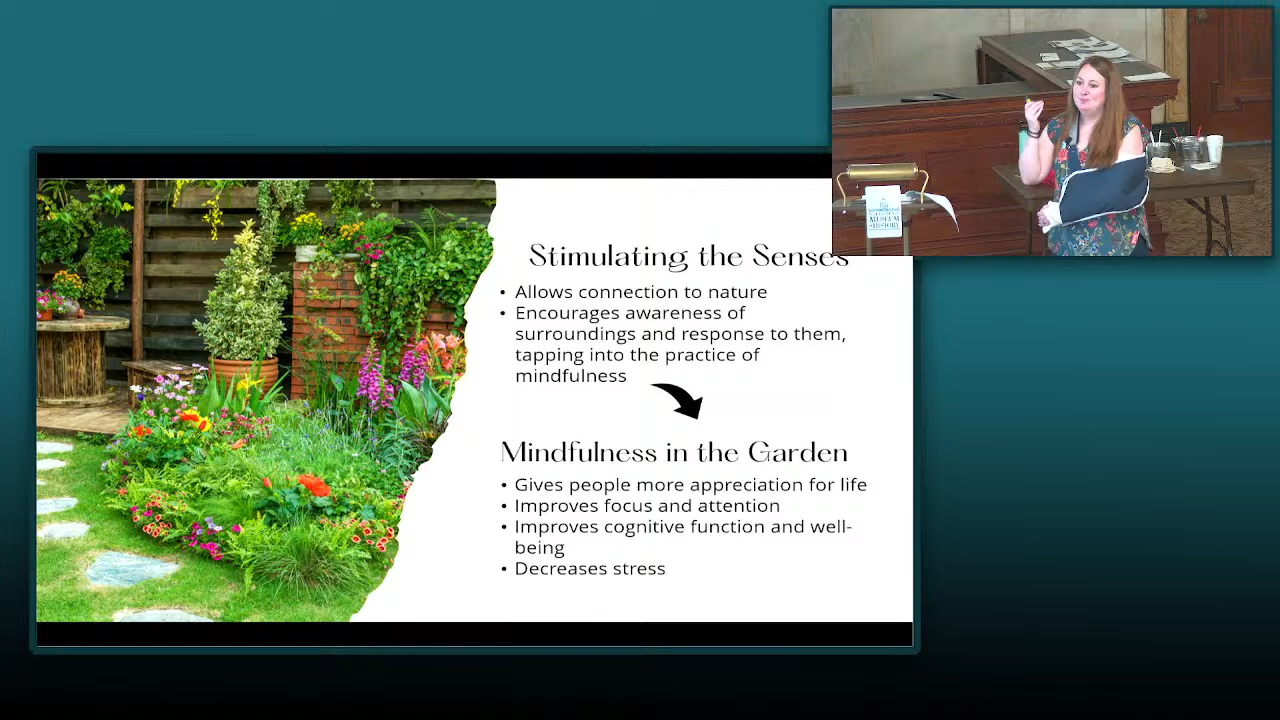 Stimulating the Senses
• Allows connection to nature
• Encourages awareness of
surroundings and response to them,
tapping into the practice of
mindfulness
Mindfulness in the Garden
• Gives people more appreciation for life
• Improves focus and attention
• Improves cognitive function and well-
being
• Decreases stress
MUSEUM
HISTORY